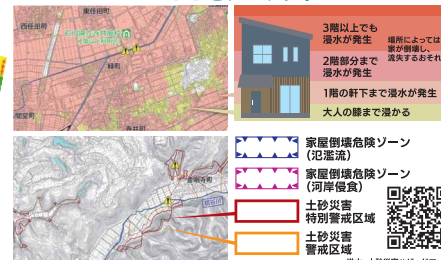 東任田町
西任田町
緑町
寺井町
3階以上でも
浸水が発生
場所によっては
家が倒壊し、
流失するおそれ
2階部分まで
浸水が発生
1階の軒下まで浸水が発生
大人の膝まで浸かる
家屋倒壊危険ゾーン
(氾濫流)
家屋倒壊危険ゾーン
(河岸侵食)
土砂災害
特別警戒区域
土砂災害
警戒区域